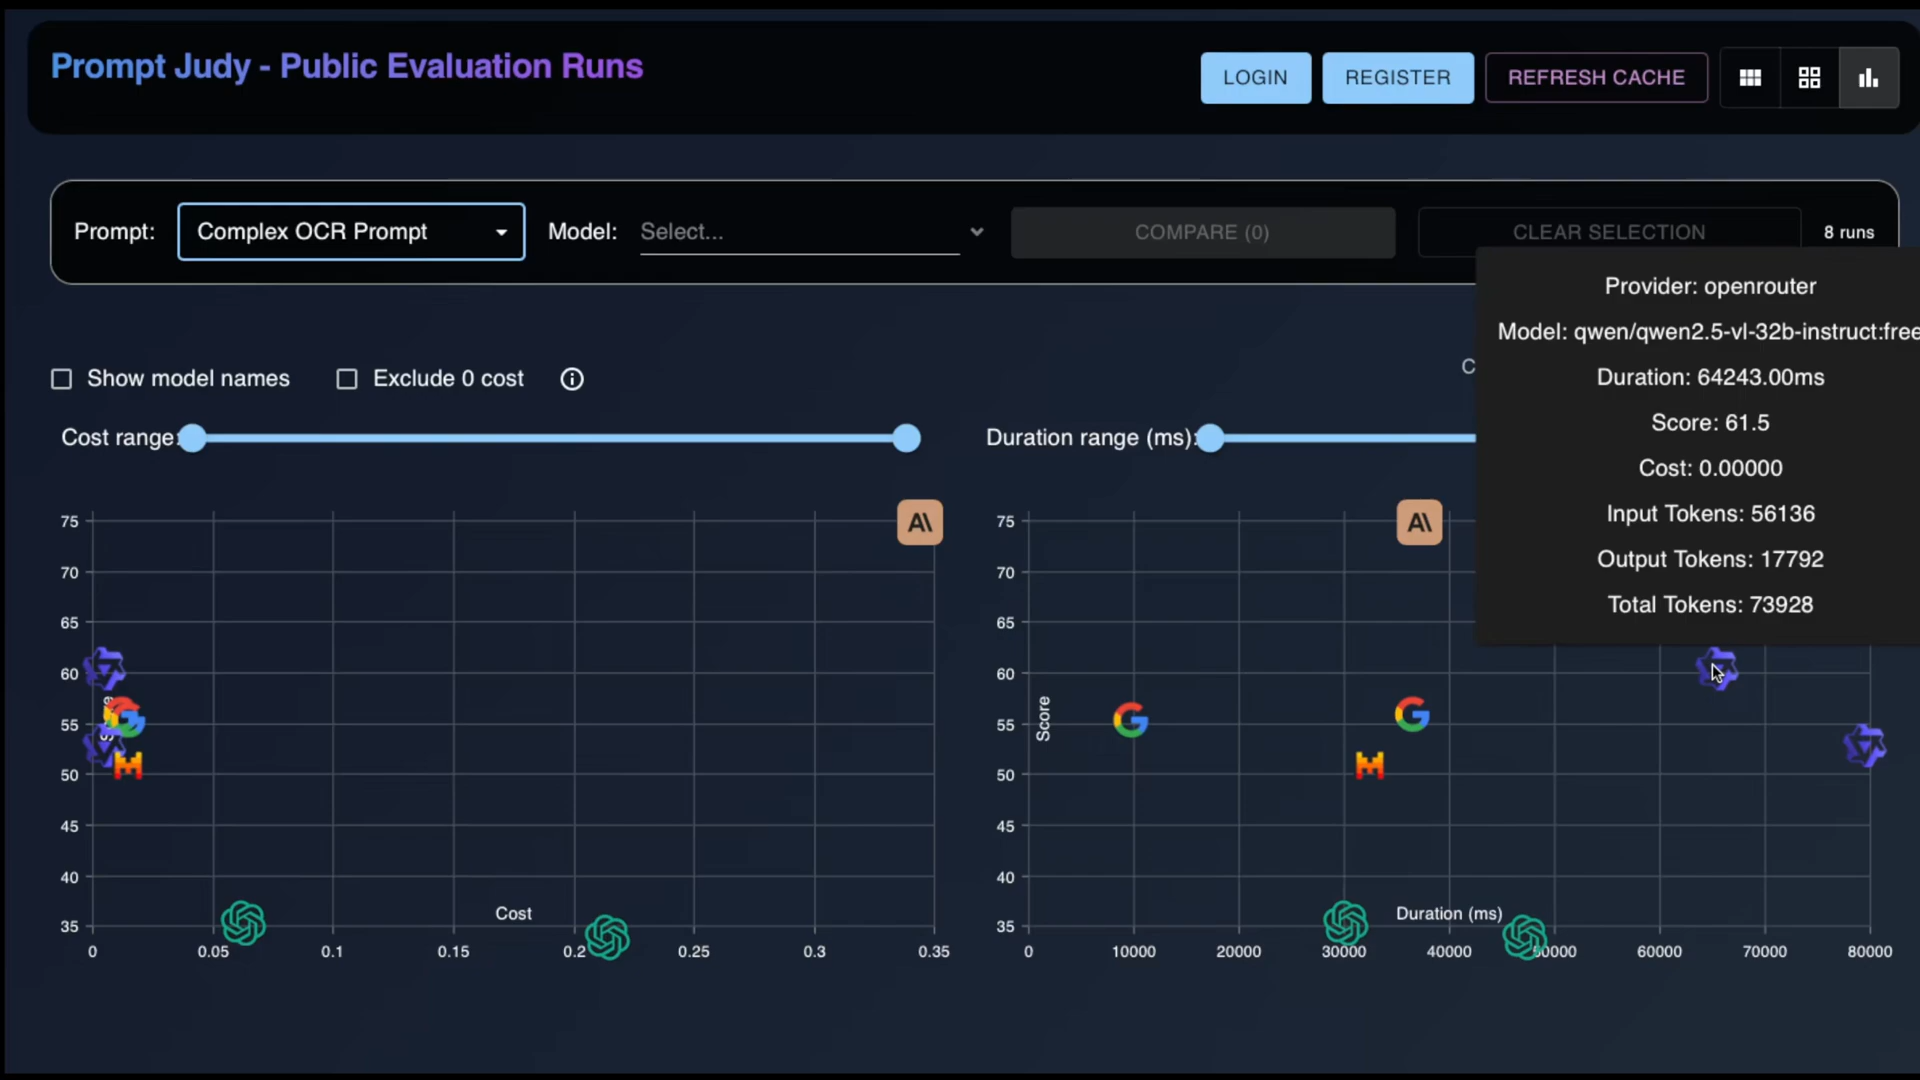 Prompt Judy - Public Evaluation Runs
LOGIN
REGISTER
REFRESH CACHE
Prompt:
Complex OCR Prompt
Model:
Select...
COMPARE (0)
CLEAR SELECTION
8 runs
Provider: openrouter
Model: qwen/qwen2.5-vl-32b-instruct:free
Duration: 64243.00ms
Score: 61.5
Cost: 0.00000
Input Tokens: 56136
Output Tokens: 17792
Total Tokens: 73928
Show model names
Exclude 0 cost
C
Cost range:
Duration range (ms):
75
70
65
60
55
50
45
40
35
0
0.05
0.1
0.15
0.2
0.25
0.3
0.35
Cost
A\
75
70
65
60
55
50
45
40
35
Score
0
10000
20000
30000
40000
60000
70000
80000
Duration (ms)
A\